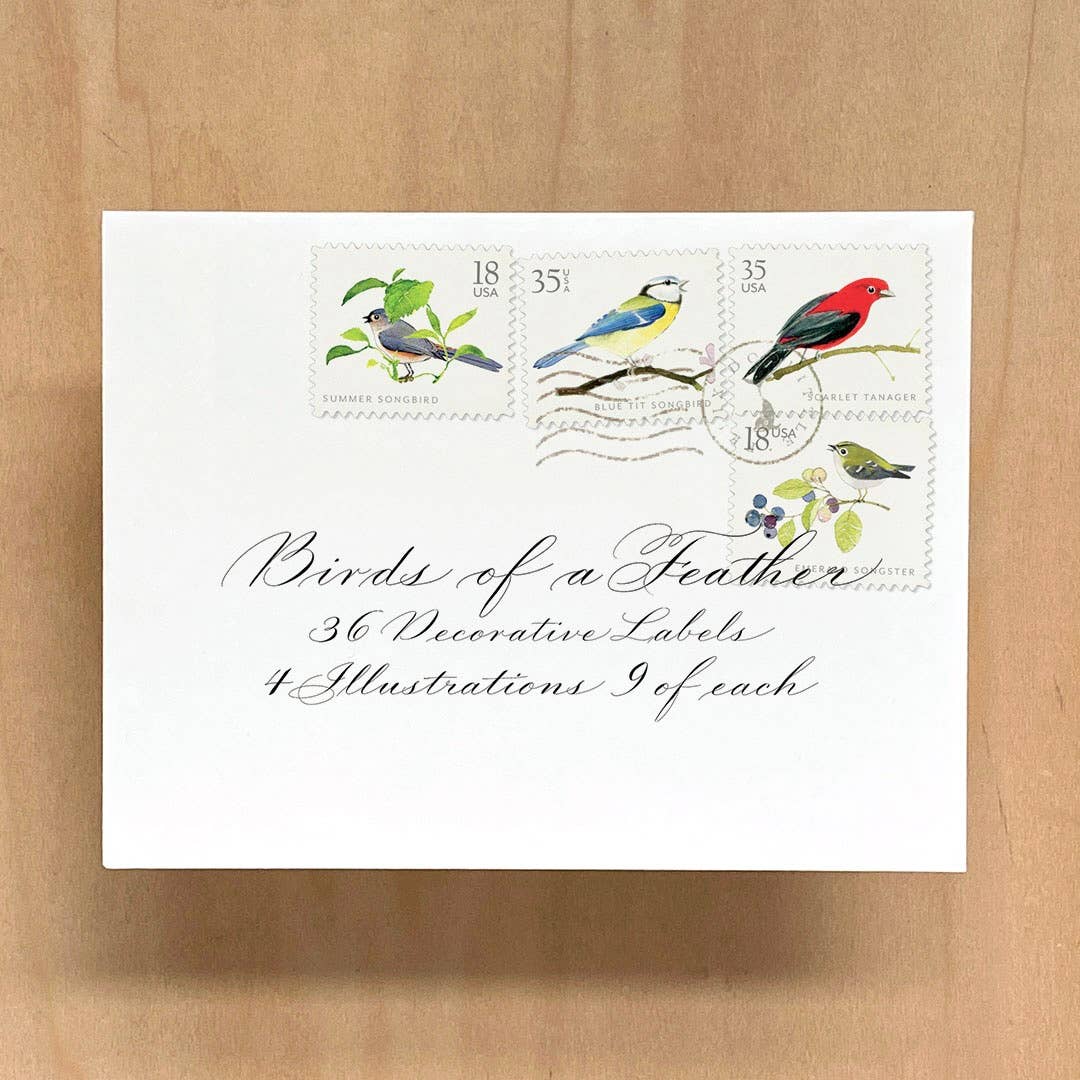 18
USA
SUMMER SONGBIRD
35 USA
BLUE TIT SONGBIRD
35
USA
SCARLET TANAGER
18 USA
EMERALD SONGSTER
Birds of a Feather
36 Decorative Labels
4 Illustrations 9 of each